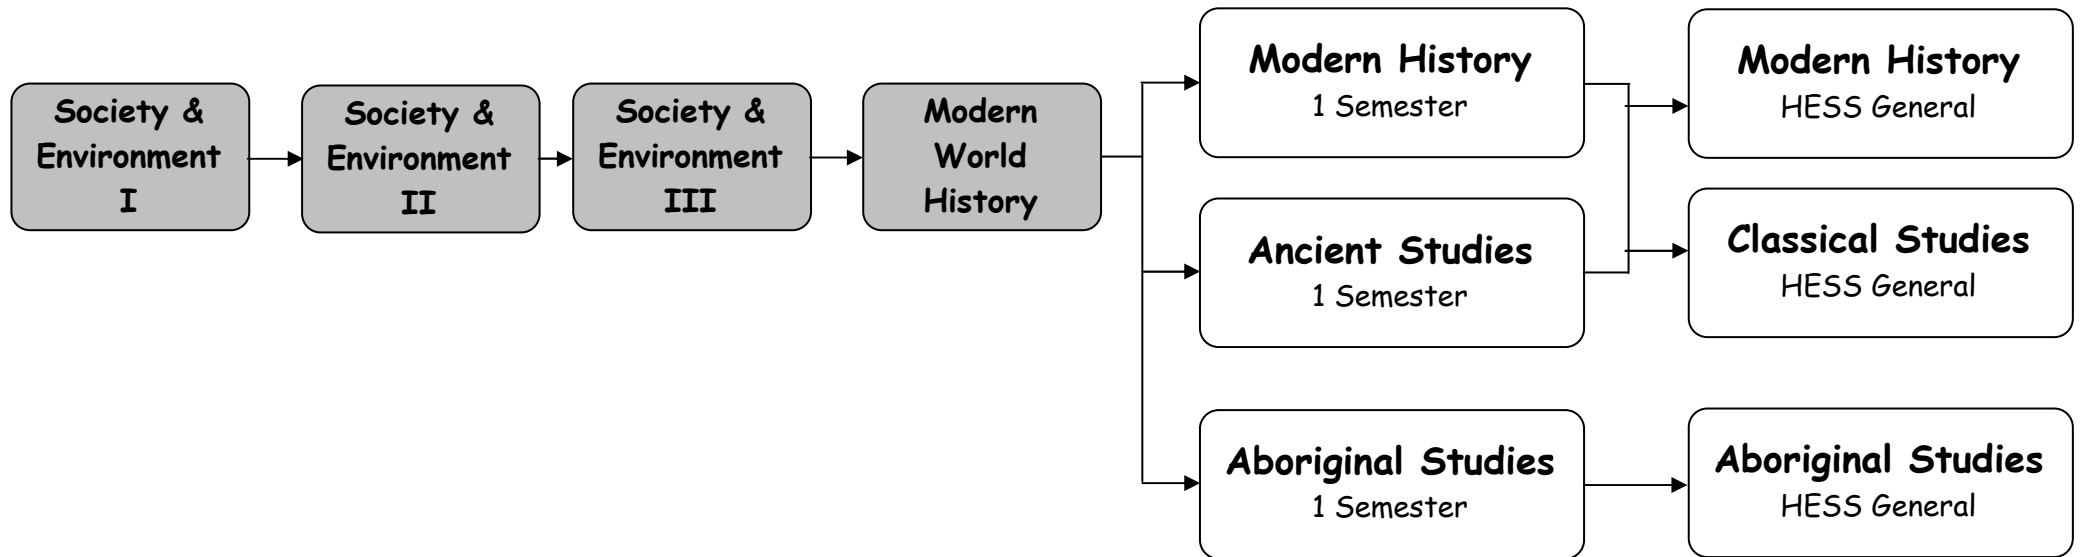 Society &
Environment
I
Society &
Environment
II
Society &
Environment
III
Modern
World
History
Modern History
1 Semester
Ancient Studies
1 Semester
Aboriginal Studies
1 Semester
Modern History
HESS General
Classical Studies
HESS General
Aboriginal Studies
HESS General